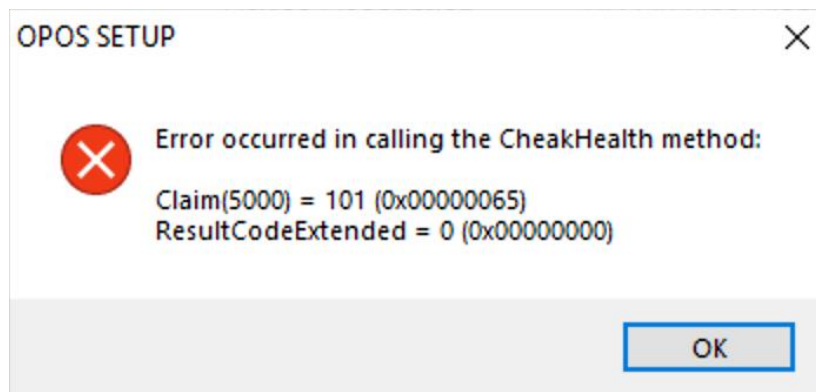 OPOS SETUP
Error occurred in calling the CheakHealth method:
Claim(5000) = 101 (0x00000065)
ResultCodeExtended = 0 (0x00000000)
OK